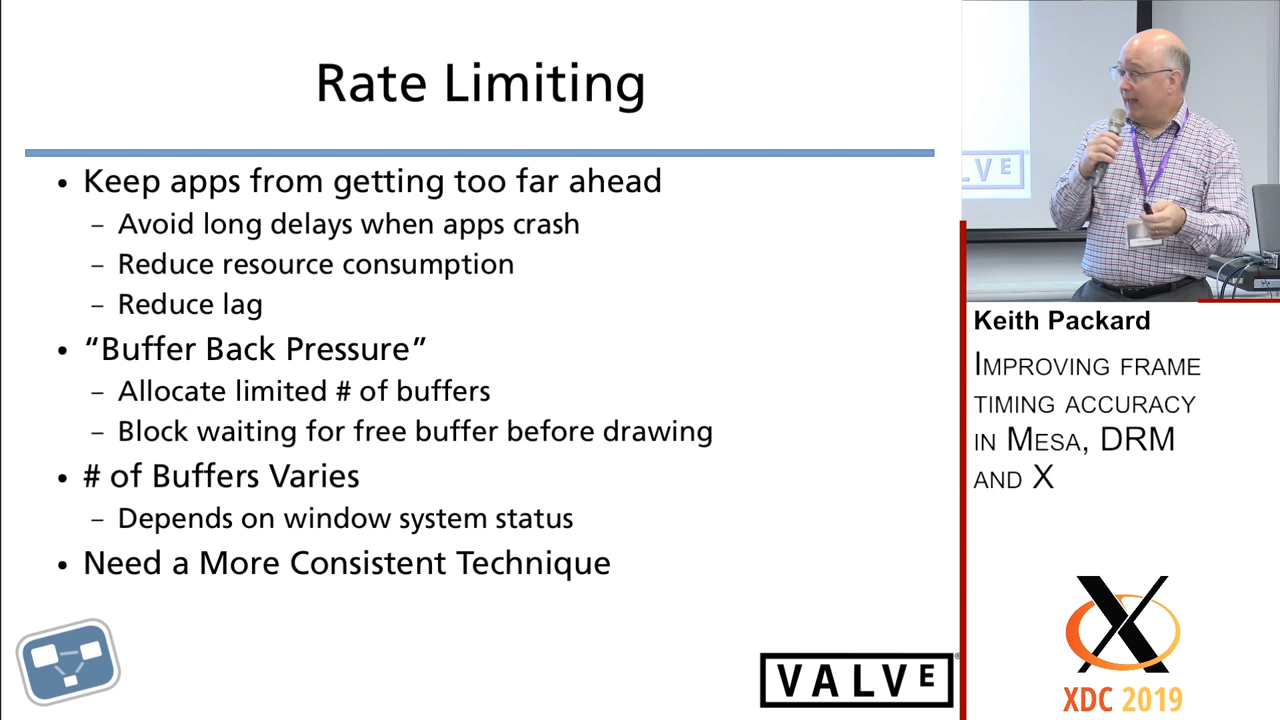 Rate Limiting
• Keep apps from getting too far ahead
– Avoid long delays when apps crash
– Reduce resource consumption
– Reduce lag
• “Buffer Back Pressure”
– Allocate limited # of buffers
– Block waiting for free buffer before drawing
• # of Buffers Varies
– Depends on window system status
• Need a More Consistent Technique
VALVE®
LVE®
Keith Packard
Improving frame
timing accuracy
in Mesa, DRM
and X
X
XDC 2019